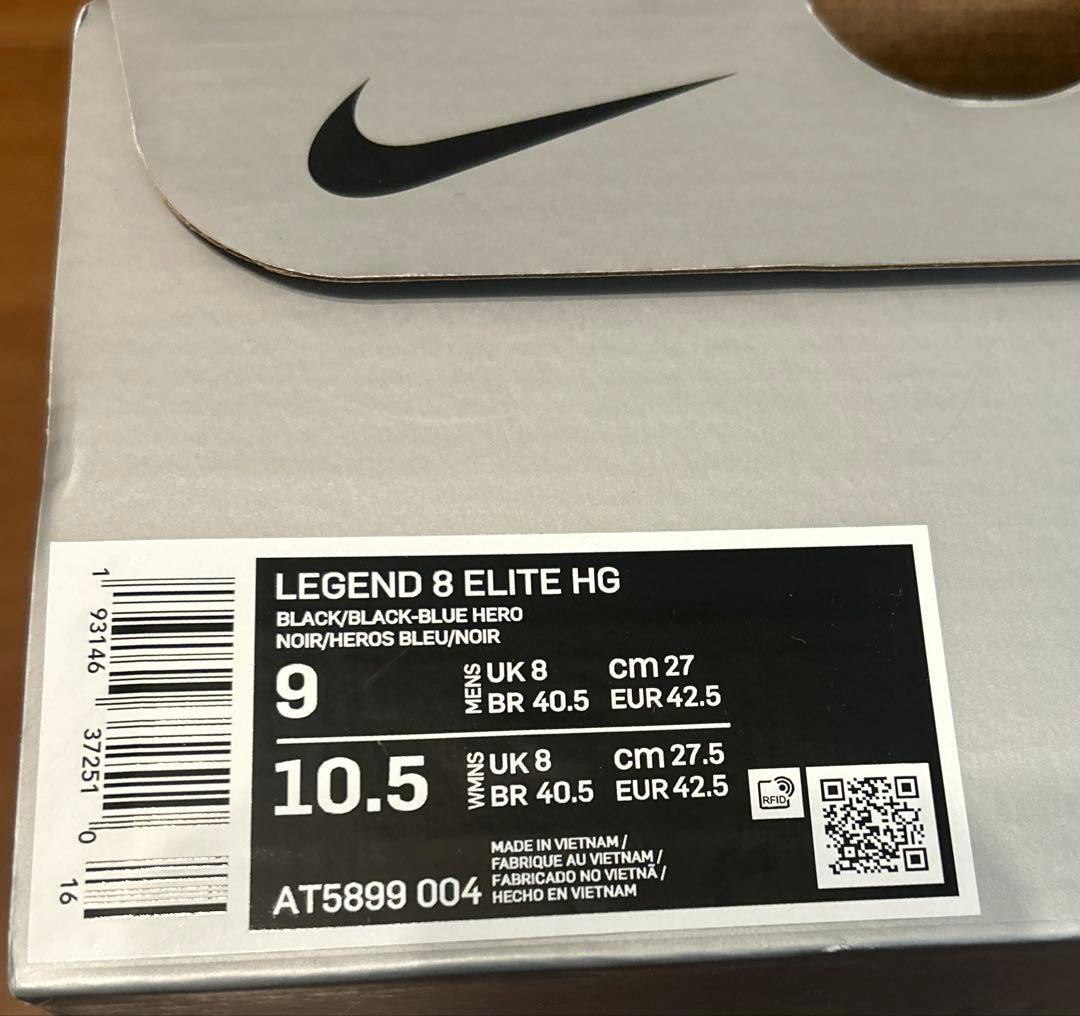 LEGEND 8 ELITE HG
BLACK/BLACK-BLUE HERO
NOIR/HEROS BLEU/NOIR
9 MENS UK 8 cm 27
BR 40.5 EUR 42.5
10.5 WMNS UK 8 cm 27.5
BR 40.5 EUR 42.5
RFID
MADE IN VIETNAM /
FABRIQUE AU VIETNAM /
FABRICADO NO VIETNÃ /
HECHO EN VIETNAM
AT5899 004
1 93146 37251 0 16